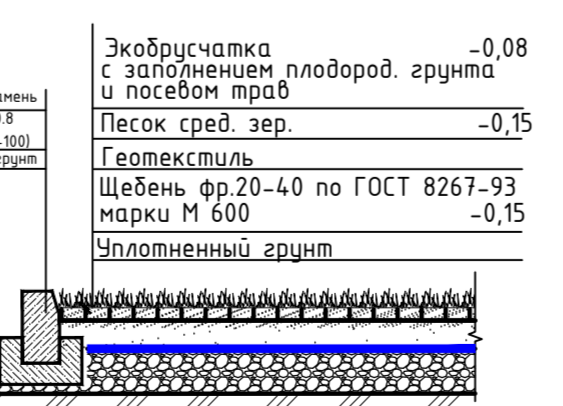 Экобрусчатка -0,08
с заполнением плодород. грунта
и посевом трав
Песок сред. зер. -0,15
Геотекстиль
Щебень фр.20-40 по ГОСТ 8267-93
марки М 600 -0,15
Уплотненный грунт
-100)